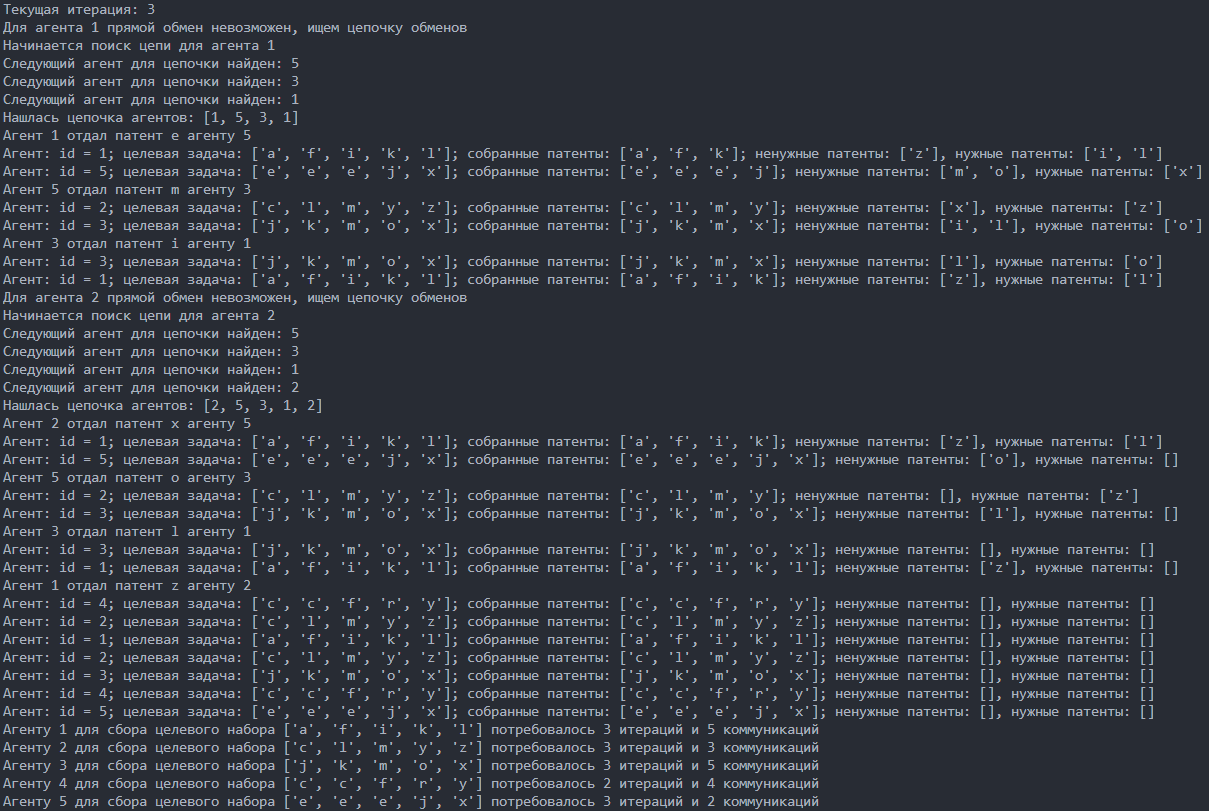 Текущая итерация: 3
Для агента 1 прямой обмен невозможен, ищем цепочку обменов
Начинается поиск цепи для агента 1
Следующий агент для цепочки найден: 5
Следующий агент для цепочки найден: 3
Следующий агент для цепочки найден: 1
Нашлась цепочка агентов: [1, 5, 3, 1]
Агент 1 отдал патент e агенту 5
Агент: id = 1; целевая задача: ['a', 'f', 'i', 'k', 'l']; собранные патенты: ['a', 'f', 'k']; ненужные патенты: ['z'], нужные патенты: ['i', 'l']
Агент: id = 5; целевая задача: ['e', 'e', 'e', 'j', 'x']; собранные патенты: ['e', 'e', 'e', 'j']; ненужные патенты: ['m', 'o'], нужные патенты: ['x']
Агент 5 отдал патент m агенту 3
Агент: id = 2; целевая задача: ['c', 'l', 'm', 'y', 'z']; собранные патенты: ['c', 'l', 'm', 'y']; ненужные патенты: ['x'], нужные патенты: ['z']
Агент: id = 3; целевая задача: ['j', 'k', 'm', 'o', 'x']; собранные патенты: ['j', 'k', 'm', 'x']; ненужные патенты: ['i', 'l'], нужные патенты: ['o']
Агент 3 отдал патент i агенту 1
Агент: id = 3; целевая задача: ['j', 'k', 'm', 'o', 'x']; собранные патенты: ['j', 'k', 'm', 'x']; ненужные патенты: ['l'], нужные патенты: ['o']
Агент: id = 1; целевая задача: ['a', 'f', 'i', 'k', 'l']; собранные патенты: ['a', 'f', 'i', 'k']; ненужные патенты: ['z'], нужные патенты: ['l']
Для агента 2 прямой обмен невозможен, ищем цепочку обменов
Начинается поиск цепи для агента 2
Следующий агент для цепочки найден: 5
Следующий агент для цепочки найден: 3
Следующий агент для цепочки найден: 1
Следующий агент для цепочки найден: 2
Нашлась цепочка агентов: [2, 5, 3, 1, 2]
Агент 2 отдал патент x агенту 5
Агент: id = 1; целевая задача: ['a', 'f', 'i', 'k', 'l']; собранные патенты: ['a', 'f', 'i', 'k']; ненужные патенты: ['z'], нужные патенты: ['l']
Агент: id = 5; целевая задача: ['e', 'e', 'e', 'j', 'x']; собранные патенты: ['e', 'e', 'e', 'j', 'x']; ненужные патенты: ['o'], нужные патенты: []
Агент 5 отдал патент o агенту 3
Агент: id = 2; целевая задача: ['c', 'l', 'm', 'y', 'z']; собранные патенты: ['c', 'l', 'm', 'y']; ненужные патенты: [], нужные патенты: ['z']
Агент: id = 3; целевая задача: ['j', 'k', 'm', 'o', 'x']; собранные патенты: ['j', 'k', 'm', 'o', 'x']; ненужные патенты: ['l'], нужные патенты: []
Агент 3 отдал патент l агенту 1
Агент: id = 3; целевая задача: ['j', 'k', 'm', 'o', 'x']; собранные патенты: ['j', 'k', 'm', 'o', 'x']; ненужные патенты: [], нужные патенты: []
Агент: id = 1; целевая задача: ['a', 'f', 'i', 'k', 'l']; собранные патенты: ['a', 'f', 'i', 'k', 'l']; ненужные патенты: ['z'], нужные патенты: []
Агент 1 отдал патент z агенту 2
Агент: id = 4; целевая задача: ['c', 'c', 'f', 'r', 'y']; собранные патенты: ['c', 'c', 'f', 'r', 'y']; ненужные патенты: [], нужные патенты: []
Агент: id = 2; целевая задача: ['c', 'l', 'm', 'y', 'z']; собранные патенты: ['c', 'l', 'm', 'y', 'z']; ненужные патенты: [], нужные патенты: []
Агент: id = 1; целевая задача: ['a', 'f', 'i', 'k', 'l']; собранные патенты: ['a', 'f', 'i', 'k', 'l']; ненужные патенты: [], нужные патенты: []
Агент: id = 2; целевая задача: ['c', 'l', 'm', 'y', 'z']; собранные патенты: ['c', 'l', 'm', 'y', 'z']; ненужные патенты: [], нужные патенты: []
Агент: id = 3; целевая задача: ['j', 'k', 'm', 'o', 'x']; собранные патенты: ['j', 'k', 'm', 'o', 'x']; ненужные патенты: [], нужные патенты: []
Агент: id = 4; целевая задача: ['c', 'c', 'f', 'r', 'y']; собранные патенты: ['c', 'c', 'f', 'r', 'y']; ненужные патенты: [], нужные патенты: []
Агент: id = 5; целевая задача: ['e', 'e', 'e', 'j', 'x']; собранные патенты: ['e', 'e', 'e', 'j', 'x']; ненужные патенты: [], нужные патенты: []
Агенту 1 для сбора целевого набора ['a', 'f', 'i', 'k', 'l'] потребовалось 3 итераций и 5 коммуникаций
Агенту 2 для сбора целевого набора ['c', 'l', 'm', 'y', 'z'] потребовалось 3 итераций и 3 коммуникаций
Агенту 3 для сбора целевого набора ['j', 'k', 'm', 'o', 'x'] потребовалось 3 итераций и 5 коммуникаций
Агенту 4 для сбора целевого набора ['c', 'c', 'f', 'r', 'y'] потребовалось 2 итераций и 4 коммуникаций
Агенту 5 для сбора целевого набора ['e', 'e', 'e', 'j', 'x'] потребовалось 3 итераций и 2 коммуникаций